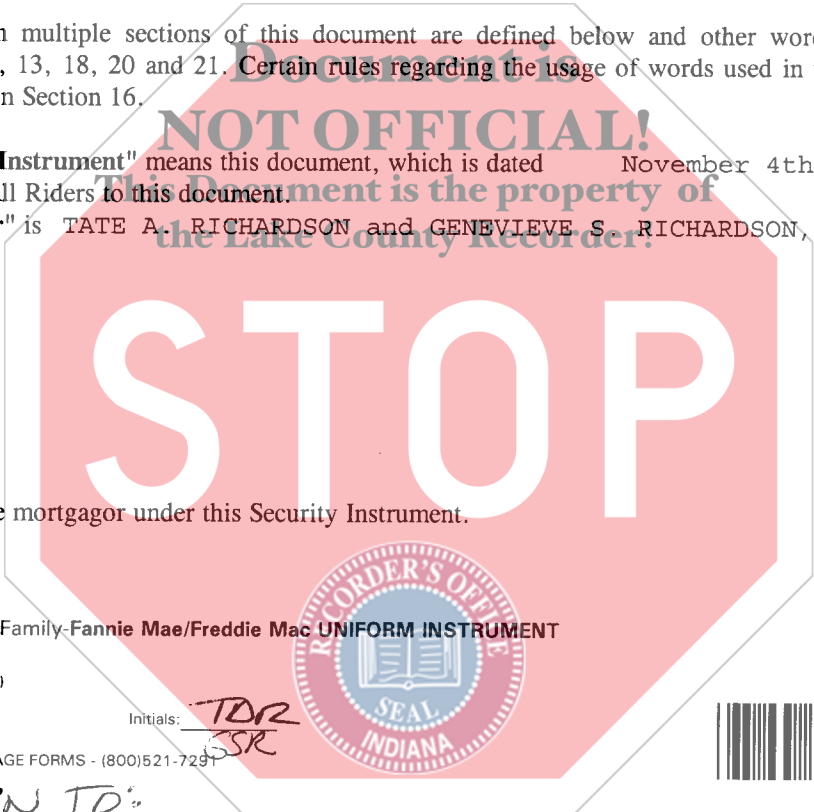 n multiple sections of this document are defined below and other word
, 13, 18, 20 and 21. Certain rules regarding the usage of words used in
n Section 16.
Document is
NOT OFFICIAL!
This Document is the property of
the Lake County Recorder!
Instrument" means this document, which is dated November 4th
ll Riders to this document.
" is TATE A. RICHARDSON and GENEVIEVE S. RICHARDSON,
STOP
e mortgagor under this Security Instrument.
RECORDER'S OFFICE
SEAL
INDIANA
Family-Fannie Mae/Freddie Mac UNIFORM INSTRUMENT
)
Initials: TDR
GSR
AGE FORMS - (800)521-7291
N TO: